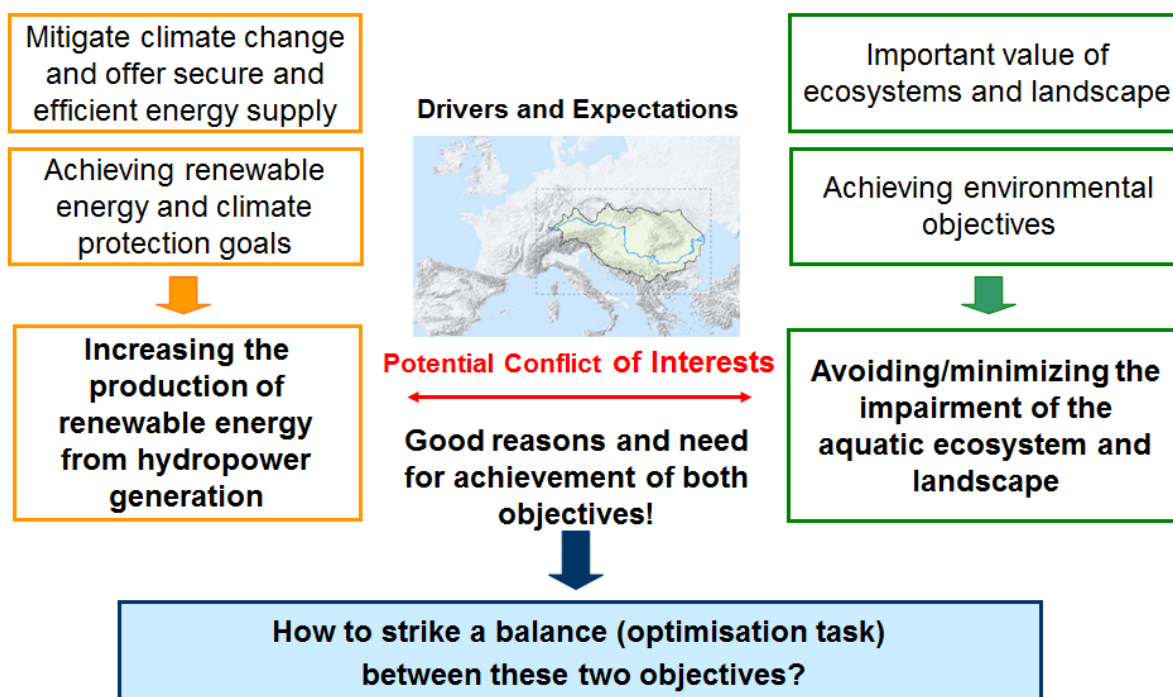 Mitigate climate change
and offer secure and
efficient energy supply
Achieving renewable
energy and climate
protection goals
Increasing the
production of
renewable energy
from hydropower
generation
Drivers and Expectations
Potential Conflict of Interests
Good reasons and need
for achievement of both
objectives!
Important value of
ecosystems and landscape
Achieving environmental
objectives
Avoiding/minimizing the
impairment of the
aquatic ecosystem and
landscape
How to strike a balance (optimisation task)
between these two objectives?